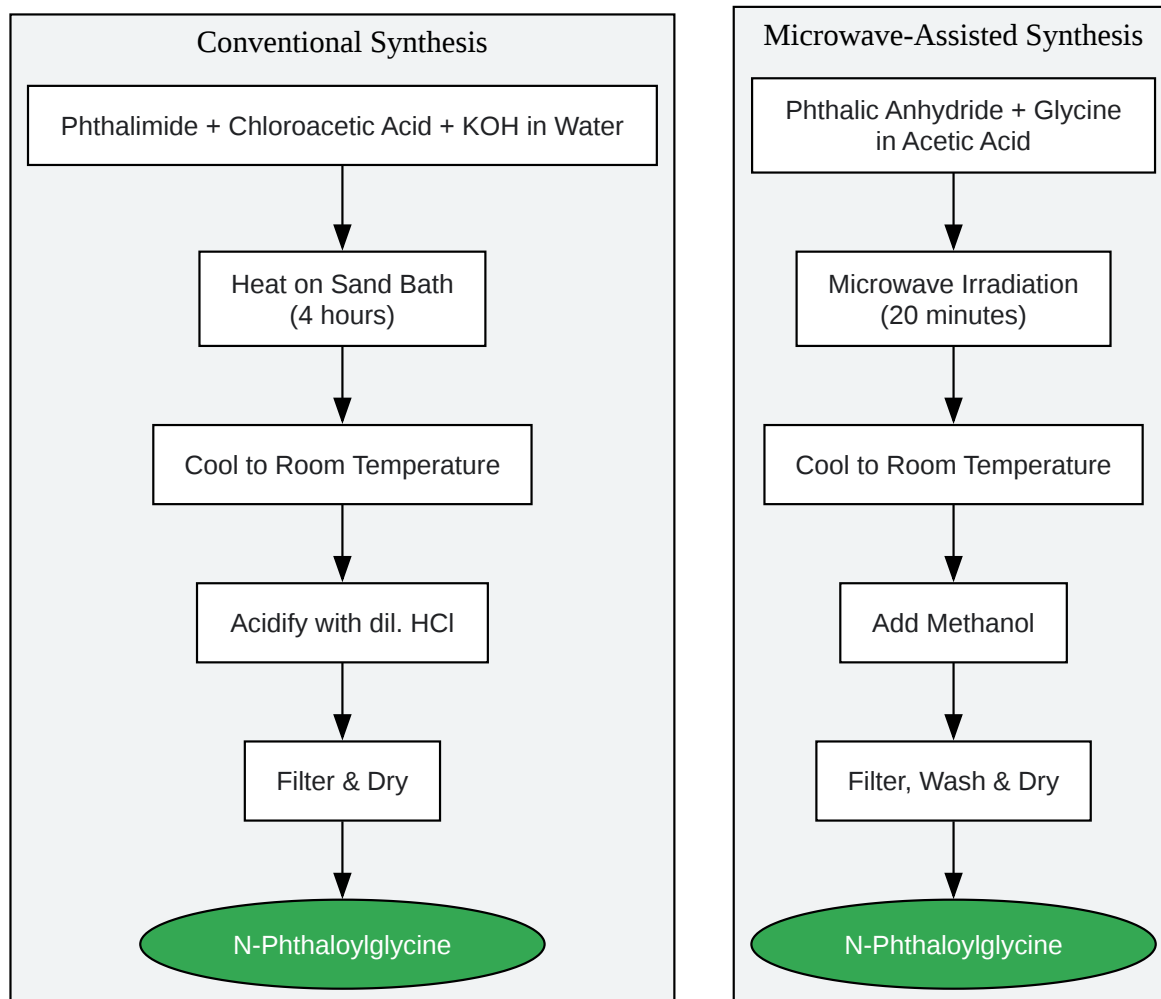 Conventional Synthesis
Phthalimide + Chloroacetic Acid + KOH in Water
Heat on Sand Bath
(4 hours)
Cool to Room Temperature
Acidify with dil. HCl
Filter & Dry
N-Phthaloylglycine
Microwave-Assisted Synthesis
Phthalic Anhydride + Glycine
in Acetic Acid
Microwave Irradiation
(20 minutes)
Cool to Room Temperature
Add Methanol
Filter, Wash & Dry
N-Phthaloylglycine